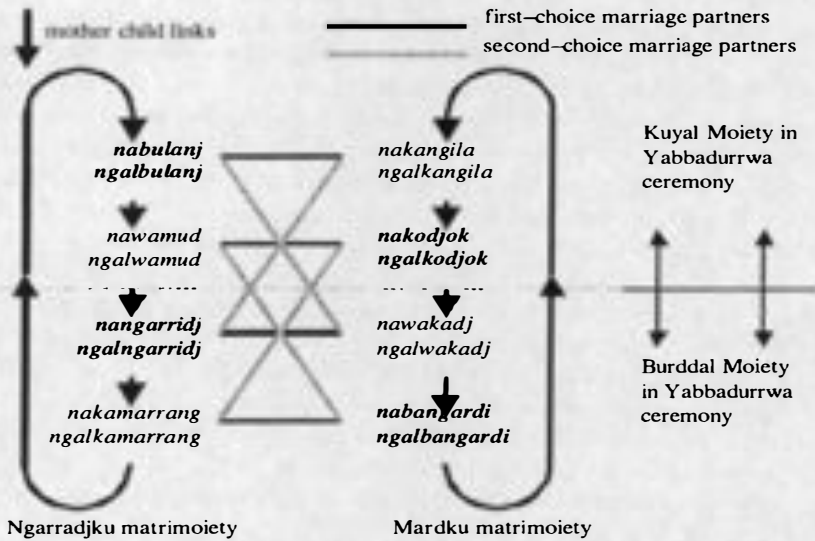 mother child links
first–choice marriage partners
second–choice marriage partners
nabulanj
ngalbulanj
nawamud
ngalwamud
nangarridj
ngalngarridj
nakamarrang
ngalkamarrang
Ngarradjku matrimoiety
nakangila
ngalkangila
nakodjok
ngalkodjok
nawakadj
ngalwakadj
nabangardi
ngalbangardi
Mardku matrimoiety
Kuyal Moiety in
Yabbadurrwa
ceremony
Burddal Moiety
in Yabbadurrwa
ceremony